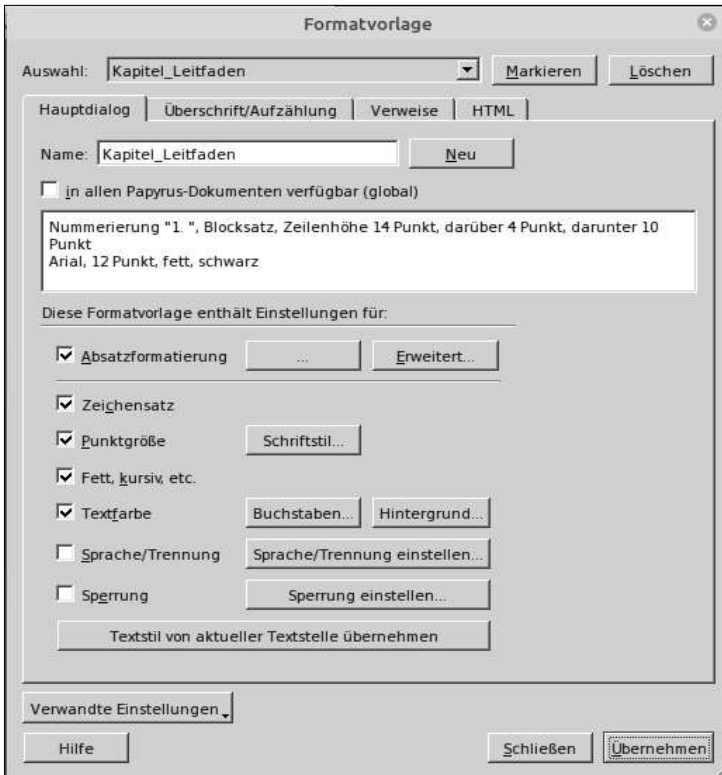 Formatvorlage
Auswahl: Kapitel_Leitfaden Markieren Löschen
Hauptdialog Überschrift/Aufzählung Verweise HTML
Name: Kapitel_Leitfaden Neu
in allen Papyrus-Dokumenten verfügbar (global)
Nummerierung "1. ", Blocksatz, Zeilenhöhe 14 Punkt, darüber 4 Punkt, darunter 10
Punkt
Arial, 12 Punkt, fett, schwarz
Diese Formatvorlage enthält Einstellungen für:
Absatzformatierung ... Erweitert...
Zeichensatz
Punktgröße Schriftstil...
Fett, kursiv, etc.
Textfarbe Buchstaben... Hintergrund...
Sprache/Trennung Sprache/Trennung einstellen...
Sperrung Sperrung einstellen...
Textstil von aktueller Textstelle übernehmen
Verwandte Einstellungen
Hilfe Schließen Übernehmen